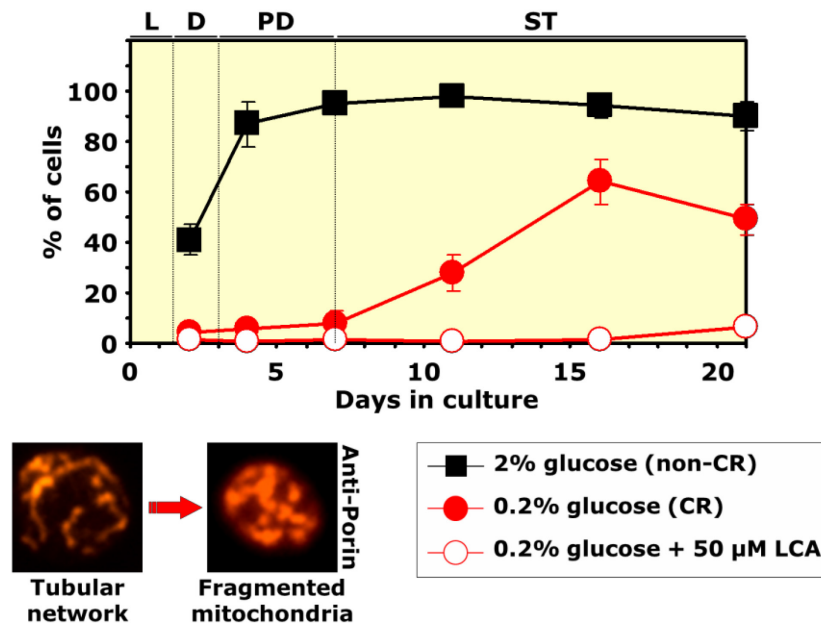 L D PD ST
100
80
60
40
20
0
% of cells
0 5 10 15 20
Days in culture
Anti-Porin
Tubular
network
Fragmented
mitochondria
2% glucose (non-CR)
0.2% glucose (CR)
0.2% glucose + 50 µM LCA